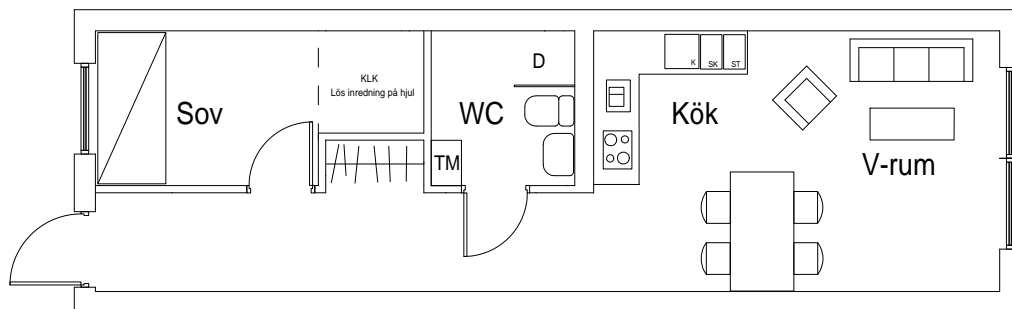 Sov
KLK
Lös inredning på hjul
TM
WC
D
K
SK
ST
Kök
V-rum